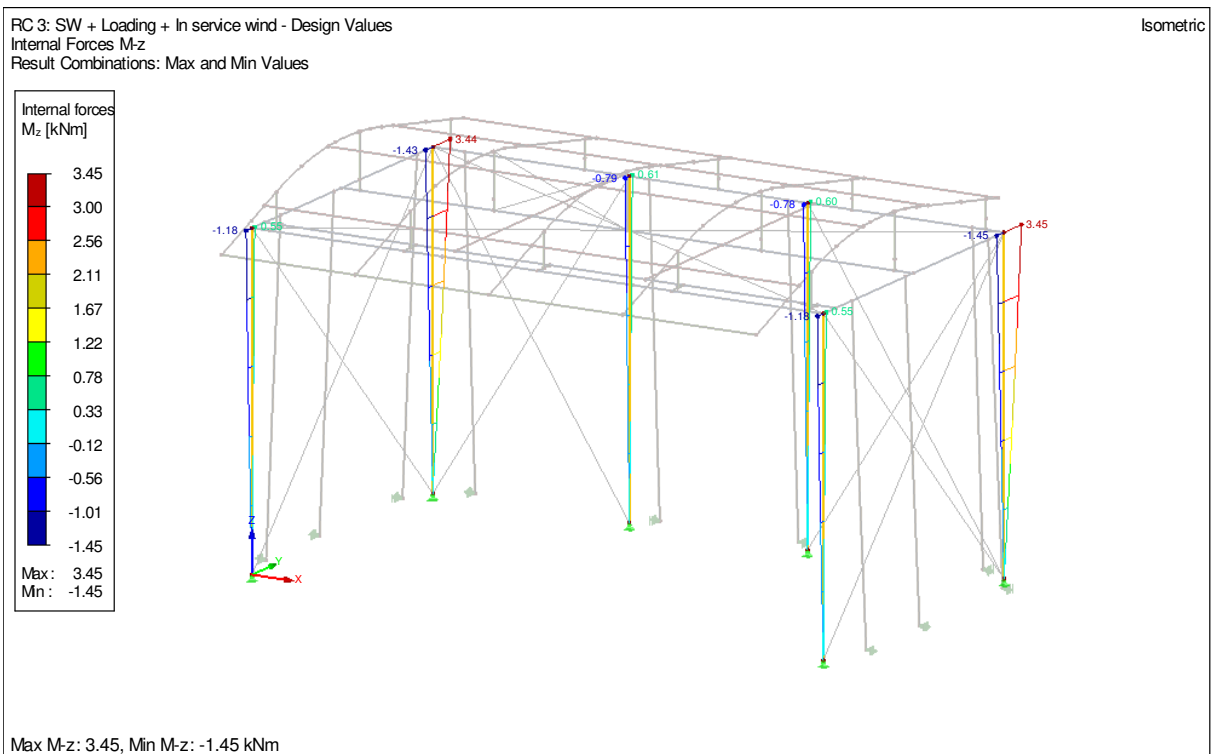 RC 3: SW + Loading + In service wind - Design Values
Isometric
Internal Forces M-z
Result Combinations: Max and Min Values
Internal forces
Mz [kNm]
3.45
3.00
2.56
2.11
1.67
1.22
0.78
0.33
-0.12
-0.56
-1.01
-1.45
Max : 3.45
Min : -1.45
3.44
-1.43
-0.79
0.61
-0.78
0.60
-1.18
0.55
-1.45
3.45
-1.18
0.55
Z
Y
X
Max M-z: 3.45, Min M-z: -1.45 kNm